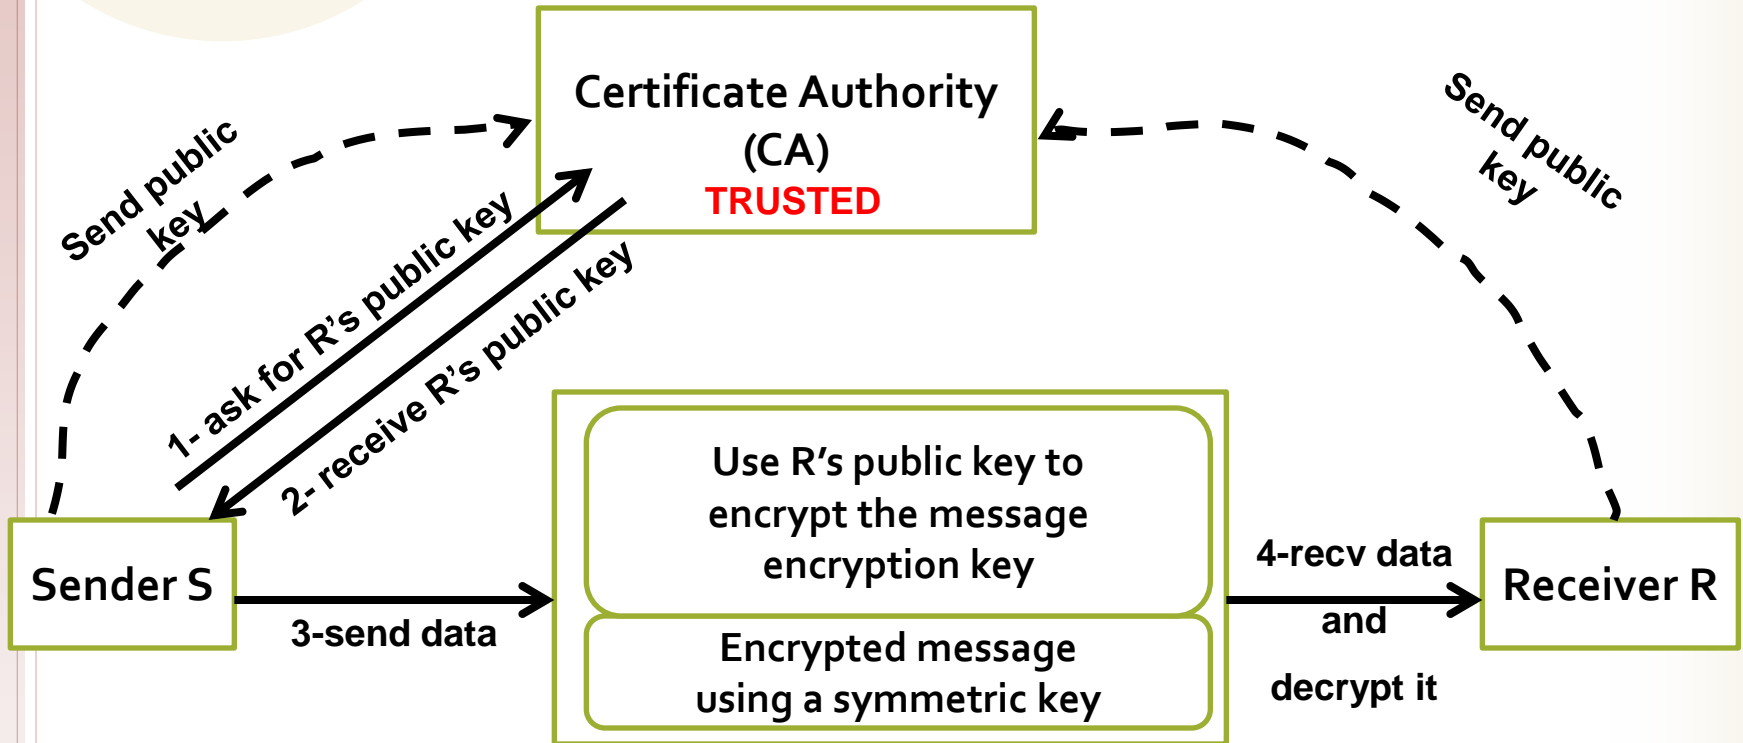 Certificate Authority
(CA)
TRUSTED
Send public
key
Send public
key
1- ask for R's public key
2- receive R's public key
Use R's public key to
encrypt the message
encryption key
Encrypted message
using a symmetric key
Sender S
3-send data
4-recv data
and
decrypt it
Receiver R